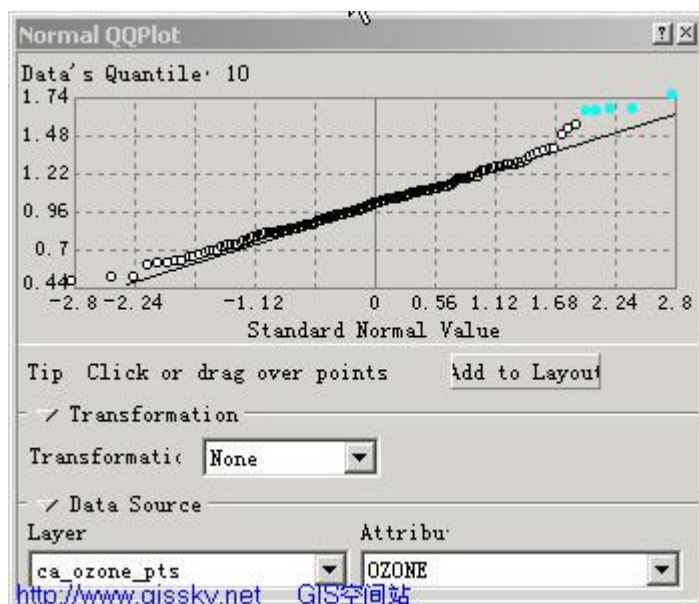 Normal QQPlot
Data's Quantile· 10
1.74
1.48
1.22
0.96
0.7
0.44
-2.8 -2.24 -1.12 0 0.56 1.12 1.68 2.24 2.8
Standard Normal Value
Tip Click or drag over points
Add to Layout
Transformation
Transformatic None
Data Source
Layer Attribu
ca_ozone_pts OZONE
http://www.gissky.net GIS空间站